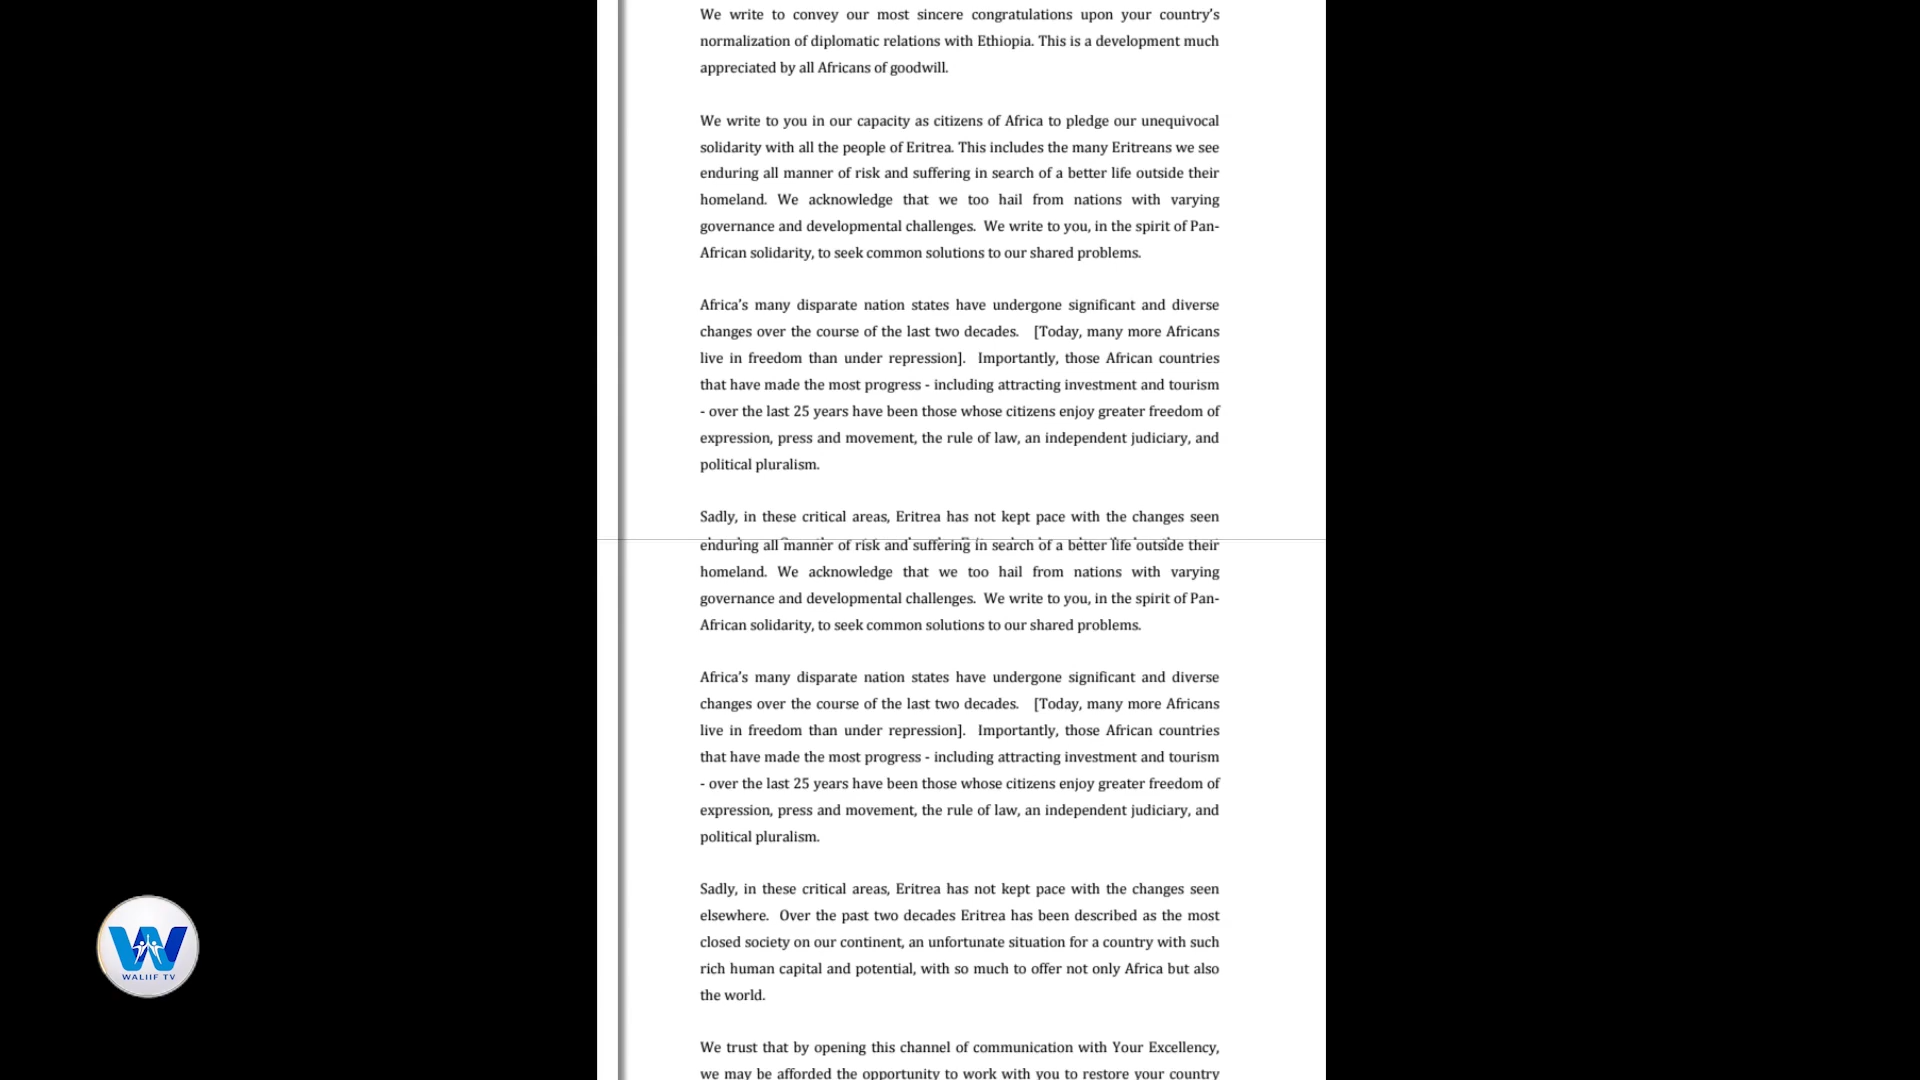 We write to convey our most sincere congratulations upon your country's
normalization of diplomatic relations with Ethiopia. This is a development much
appreciated by all Africans of goodwill.
We write to you in our capacity as citizens of Africa to pledge our unequivocal
solidarity with all the people of Eritrea. This includes the many Eritreans we see
enduring all manner of risk and suffering in search of a better life outside their
homeland. We acknowledge that we too hail from nations with varying
governance and developmental challenges. We write to you, in the spirit of Pan-
African solidarity, to seek common solutions to our shared problems.
Africa's many disparate nation states have undergone significant and diverse
changes over the course of the last two decades. [Today, many more Africans
live in freedom than under repression]. Importantly, those African countries
that have made the most progress - including attracting investment and tourism
- over the last 25 years have been those whose citizens enjoy greater freedom of
expression, press and movement, the rule of law, an independent judiciary, and
political pluralism.
Sadly, in these critical areas, Eritrea has not kept pace with the changes seen
enduring all manner of risk and suffering in search of a better life outside their
homeland. We acknowledge that we too hail from nations with varying
governance and developmental challenges. We write to you, in the spirit of Pan-
African solidarity, to seek common solutions to our shared problems.
Africa's many disparate nation states have undergone significant and diverse
changes over the course of the last two decades. [Today, many more Africans
live in freedom than under repression]. Importantly, those African countries
that have made the most progress - including attracting investment and tourism
- over the last 25 years have been those whose citizens enjoy greater freedom of
expression, press and movement, the rule of law, an independent judiciary, and
political pluralism.
Sadly, in these critical areas, Eritrea has not kept pace with the changes seen
elsewhere. Over the past two decades Eritrea has been described as the most
closed society on our continent, an unfortunate situation for a country with such
rich human capital and potential, with so much to offer not only Africa but also
the world.
We trust that by opening this channel of communication with Your Excellency,
we may be afforded the opportunity to work with you to restore your country
W
WALIIF TV